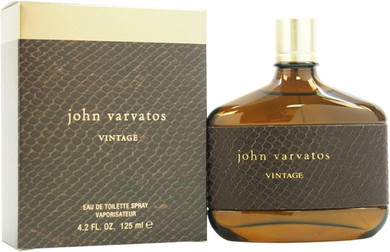 john varvatos
VINTAGE
EAU DE TOILETTE SPRAY
VAPORISATEUR
4.2 FL. OZ. 125 ml ℮
john varvatos
VINTAGE